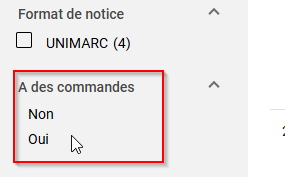 Format de notice
UNIMARC (4)
A des commandes
Non
Oui